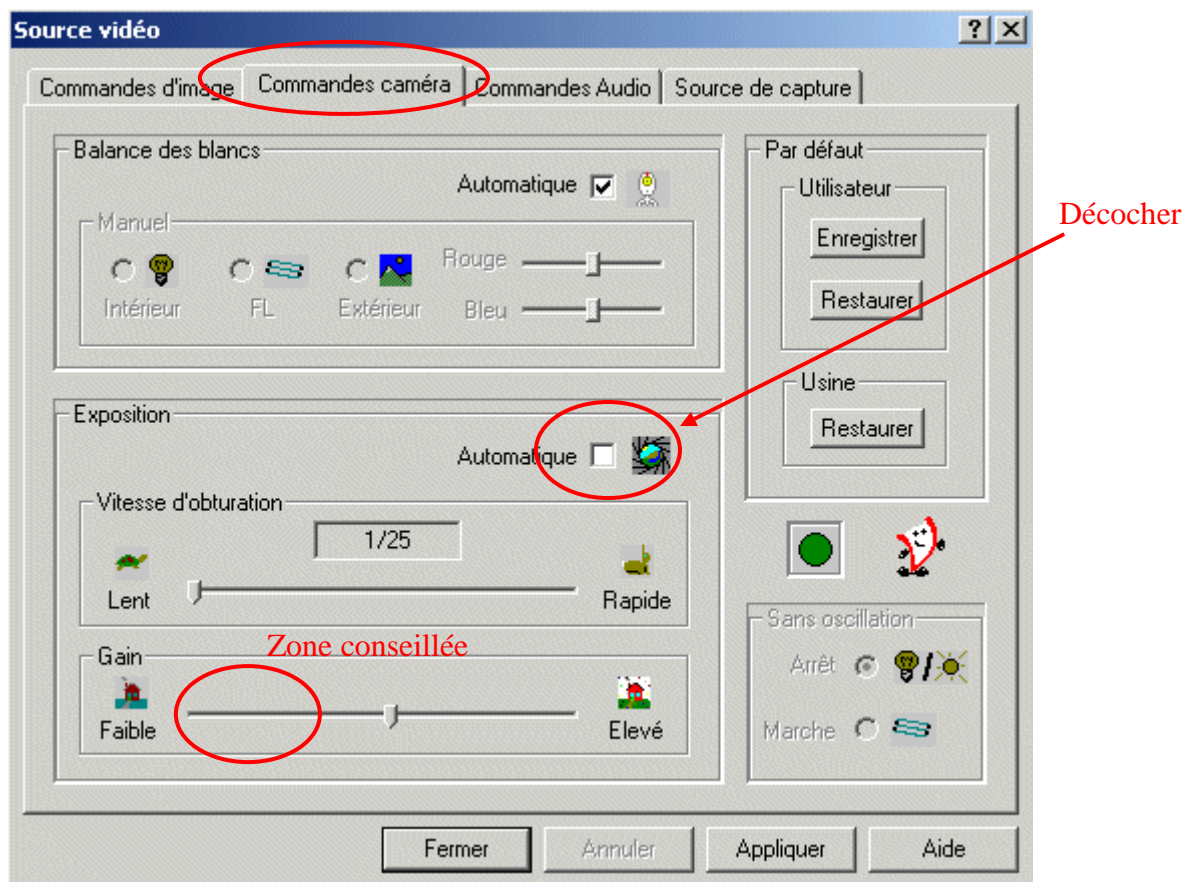 Source vidéo
Commandes d'image Commandes caméra Commandes Audio Source de capture
Balance des blancs
Automatique
Manuel
Intérieur FL Extérieur
Rouge
Bleu
Par défaut
Utilisateur
Enregistrer
Restaurer
Usine
Restaurer
Décocher
Exposition
Automatique
Vitesse d'obturation
1/25
Lent Rapide
Zone conseillée
Gain
Faible Elevé
Sans oscillation
Arrêt
Marche
Fermer Annuler Appliquer Aide